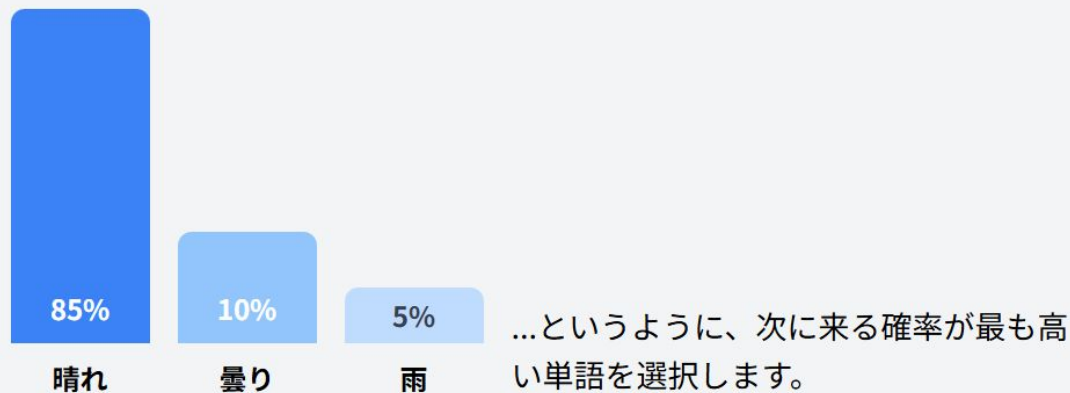 85%
10%
5%
晴れ
曇り
雨
...というように、次に来る確率が最も高
い単語を選択します。